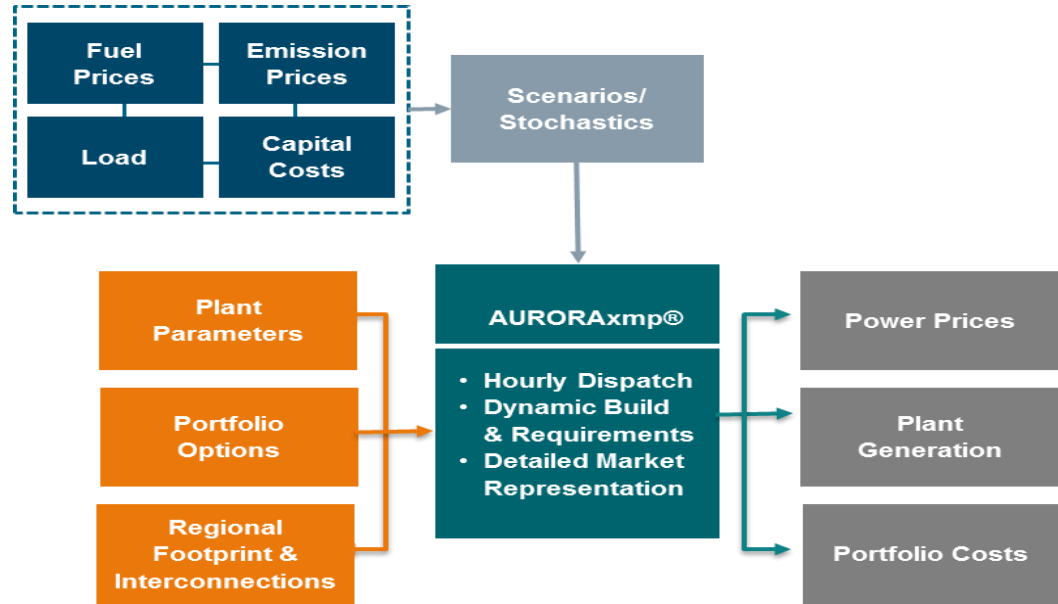 Fuel
Prices
Emission
Prices
Load
Capital
Costs
Scenarios/
Stochastics
Plant
Parameters
Portfolio
Options
Regional
Footprint &
Interconnections
AURORAxmp®
• Hourly Dispatch
• Dynamic Build
& Requirements
• Detailed Market
Representation
Power Prices
Plant
Generation
Portfolio Costs